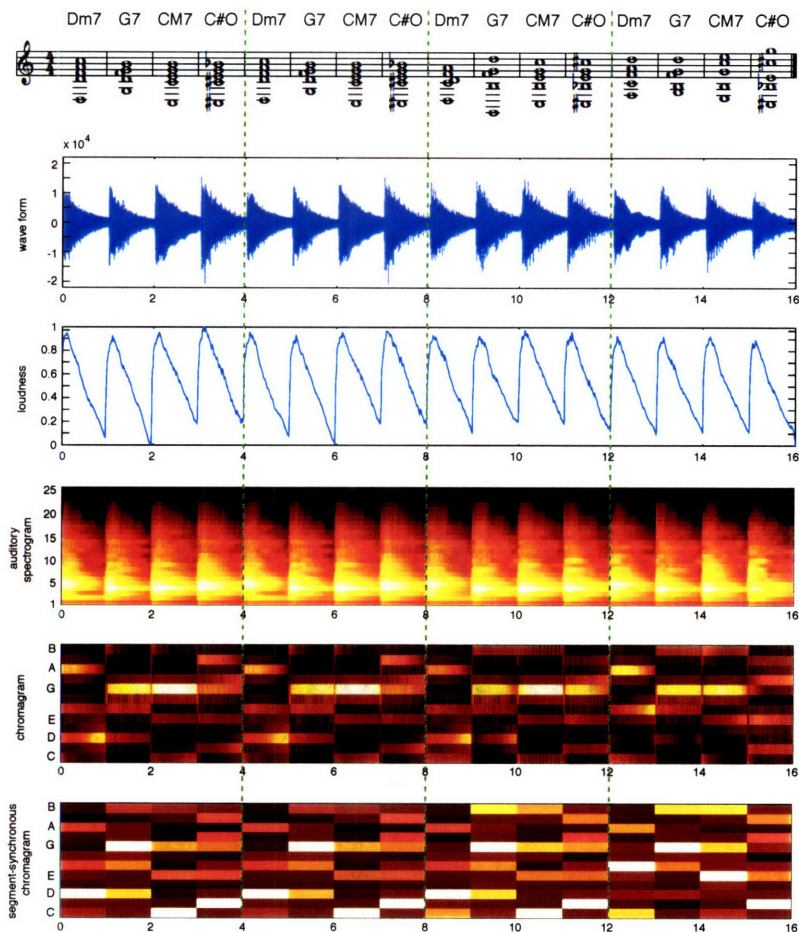 Dm7 G7 CM7 C#O Dm7 G7 CM7 C#O Dm7 G7 CM7 C#O Dm7 G7 CM7 C#O
4
4
x 10^4
wave form
2
1
0
-1
-2
0 2 4 6 8 10 12 14 16
loudness
1
0.8
0.6
0.4
0.2
0
0 2 4 6 8 10 12 14 16
auditory
spectrogram
25
20
15
10
5
1
0 2 4 6 8 10 12 14 16
chromagram
B
A
G
E
D
C
0 2 4 6 8 10 12 14 16
segment-synchronous
chromagram
B
A
G
E
D
C
0 2 4 6 8 10 12 14 16